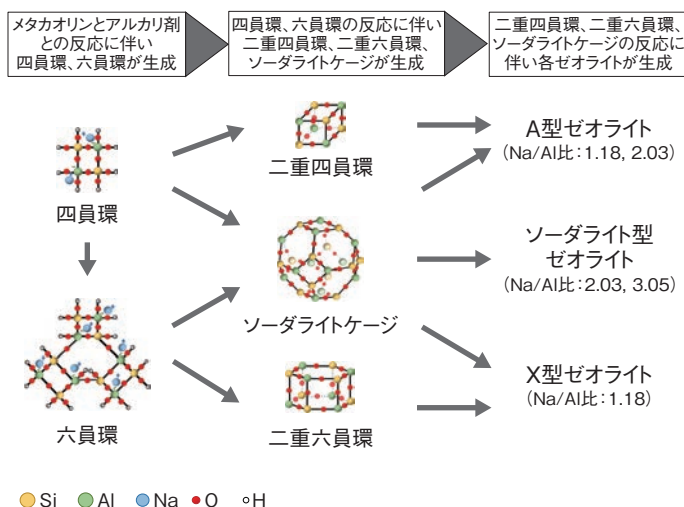 メタカオリンとアルカリ剤
との反応に伴い
四員環、六員環が生成
四員環、六員環の反応に伴い
二重四員環、二重六員環、
ソーダライトケージが生成
二重四員環、二重六員環、
ソーダライトケージの反応に
伴い各ゼオライトが生成
四員環
六員環
二重四員環
ソーダライトケージ
二重六員環
A型ゼオライト
(Na/Al比:1.18, 2.03)
ソーダライト型
ゼオライト
(Na/Al比:2.03, 3.05)
X型ゼオライト
(Na/Al比:1.18)
Si Al Na O H